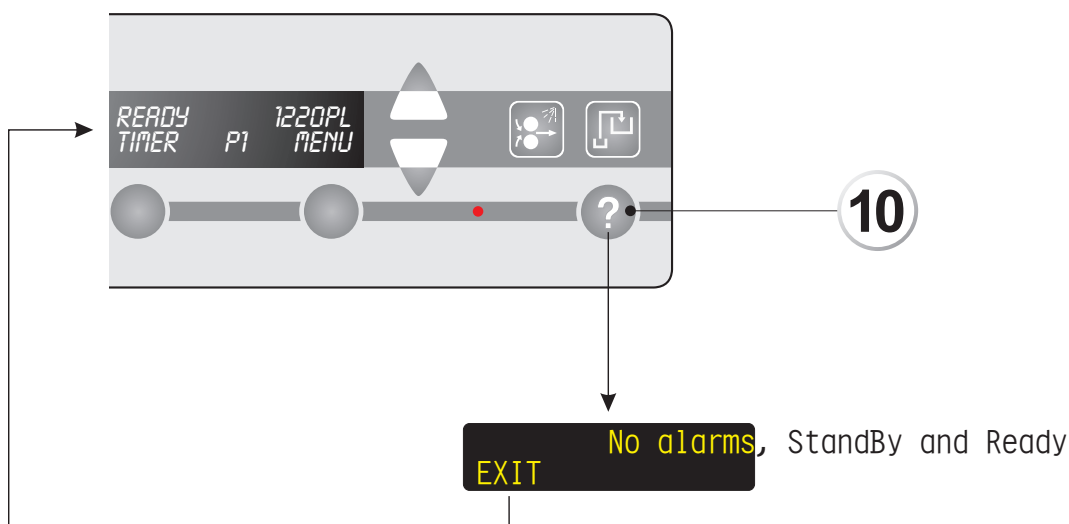 READY 1220PL
TIMER P1 MENU
?
10
No alarms, StandBy and Ready
EXIT